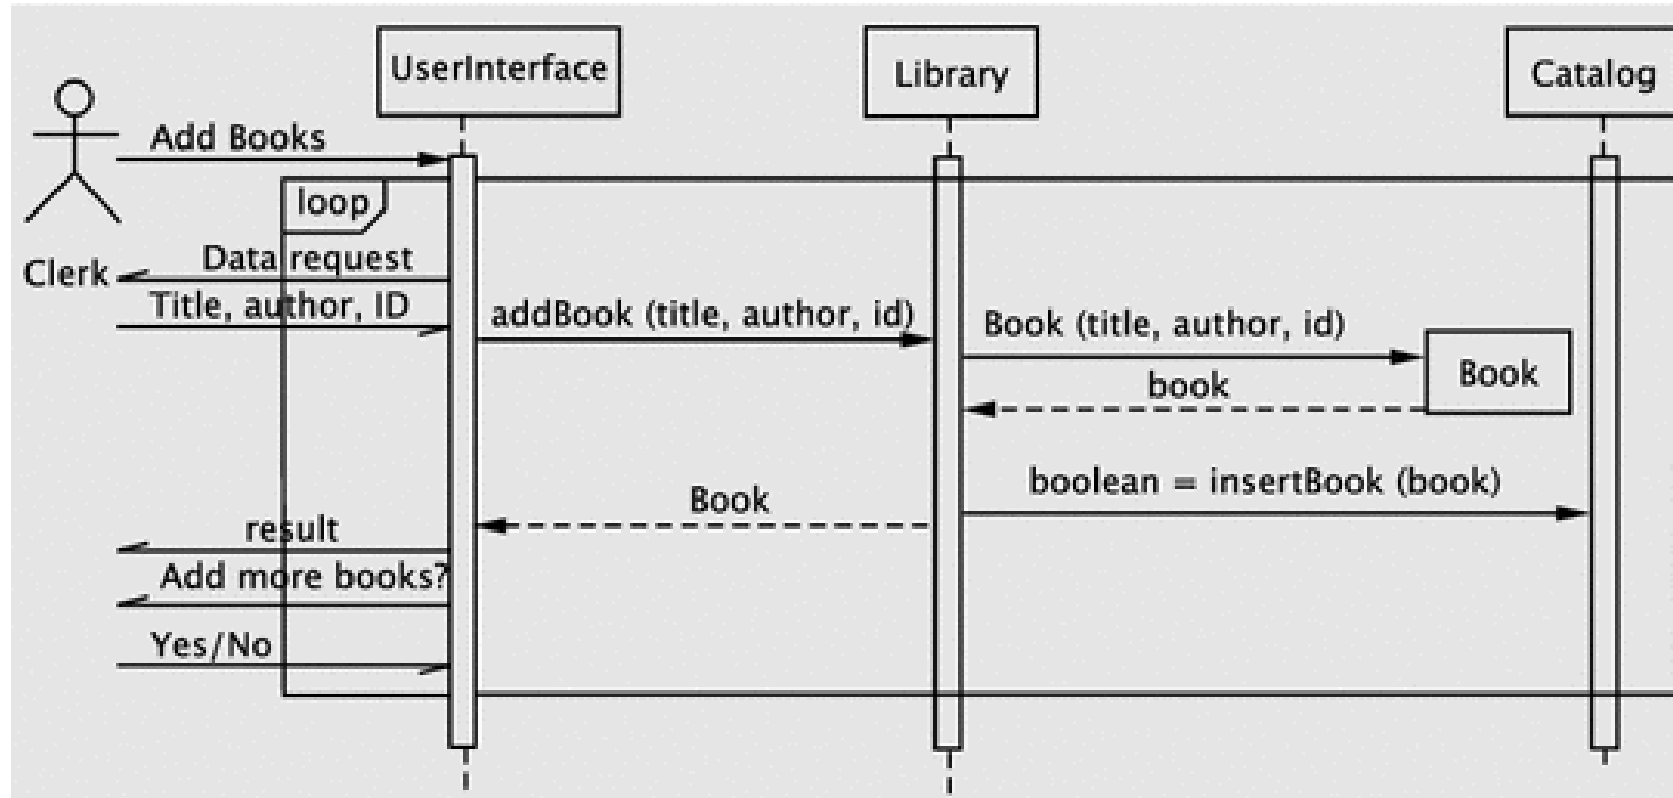 UserInterface
Library
Catalog
Add Books
loop
Clerk
Data request
Title, author, ID
addBook (title, author, id)
Book (title, author, id)
Book
book
boolean = insertBook (book)
Book
result
Add more books?
Yes/No